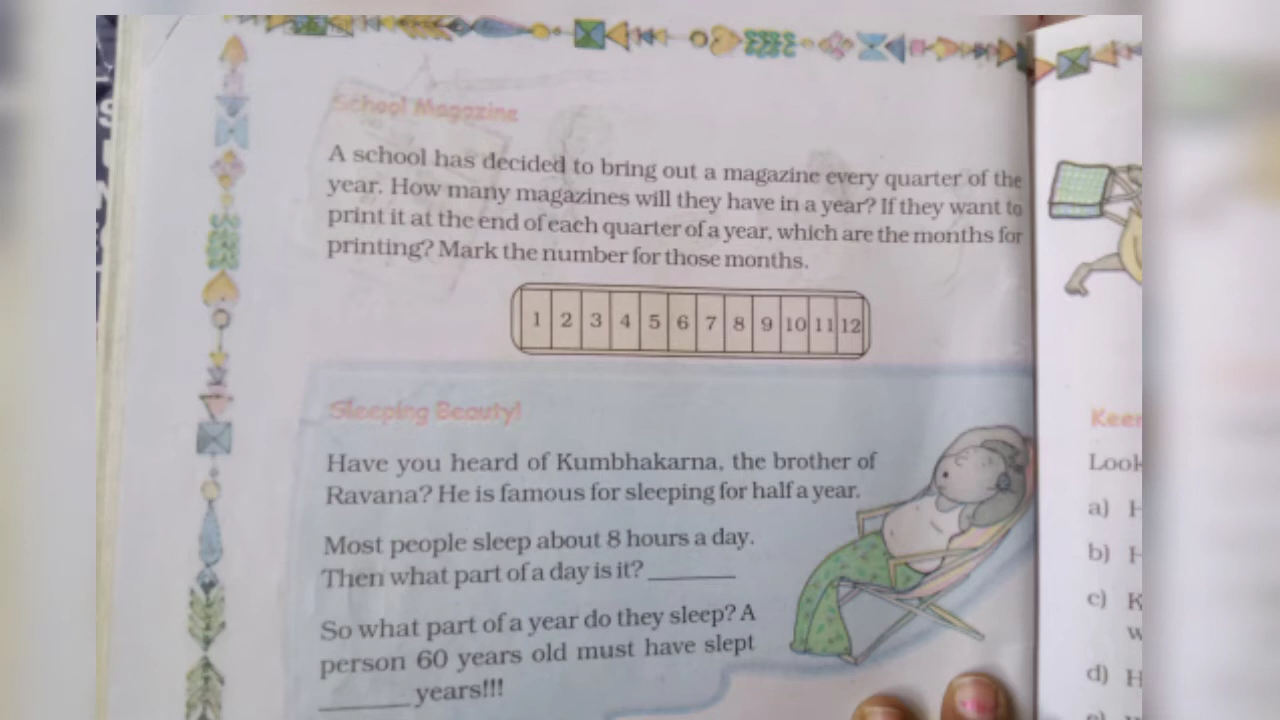 School Magazine
A school has decided to bring out a magazine every quarter of the
year. How many magazines will they have in a year? If they want to
print it at the end of each quarter of a year, which are the months for
printing? Mark the number for those months.
1 2 3 4 5 6 7 8 9 10 11 12
Sleeping Beauty!
Have you heard of Kumbhakarna, the brother of
Ravana? He is famous for sleeping for half a year.
Most people sleep about 8 hours a day.
Then what part of a day is it? ________
So what part of a year do they sleep? A
person 60 years old must have slept
________ years!!!
Look
a)
b)
c)
d)